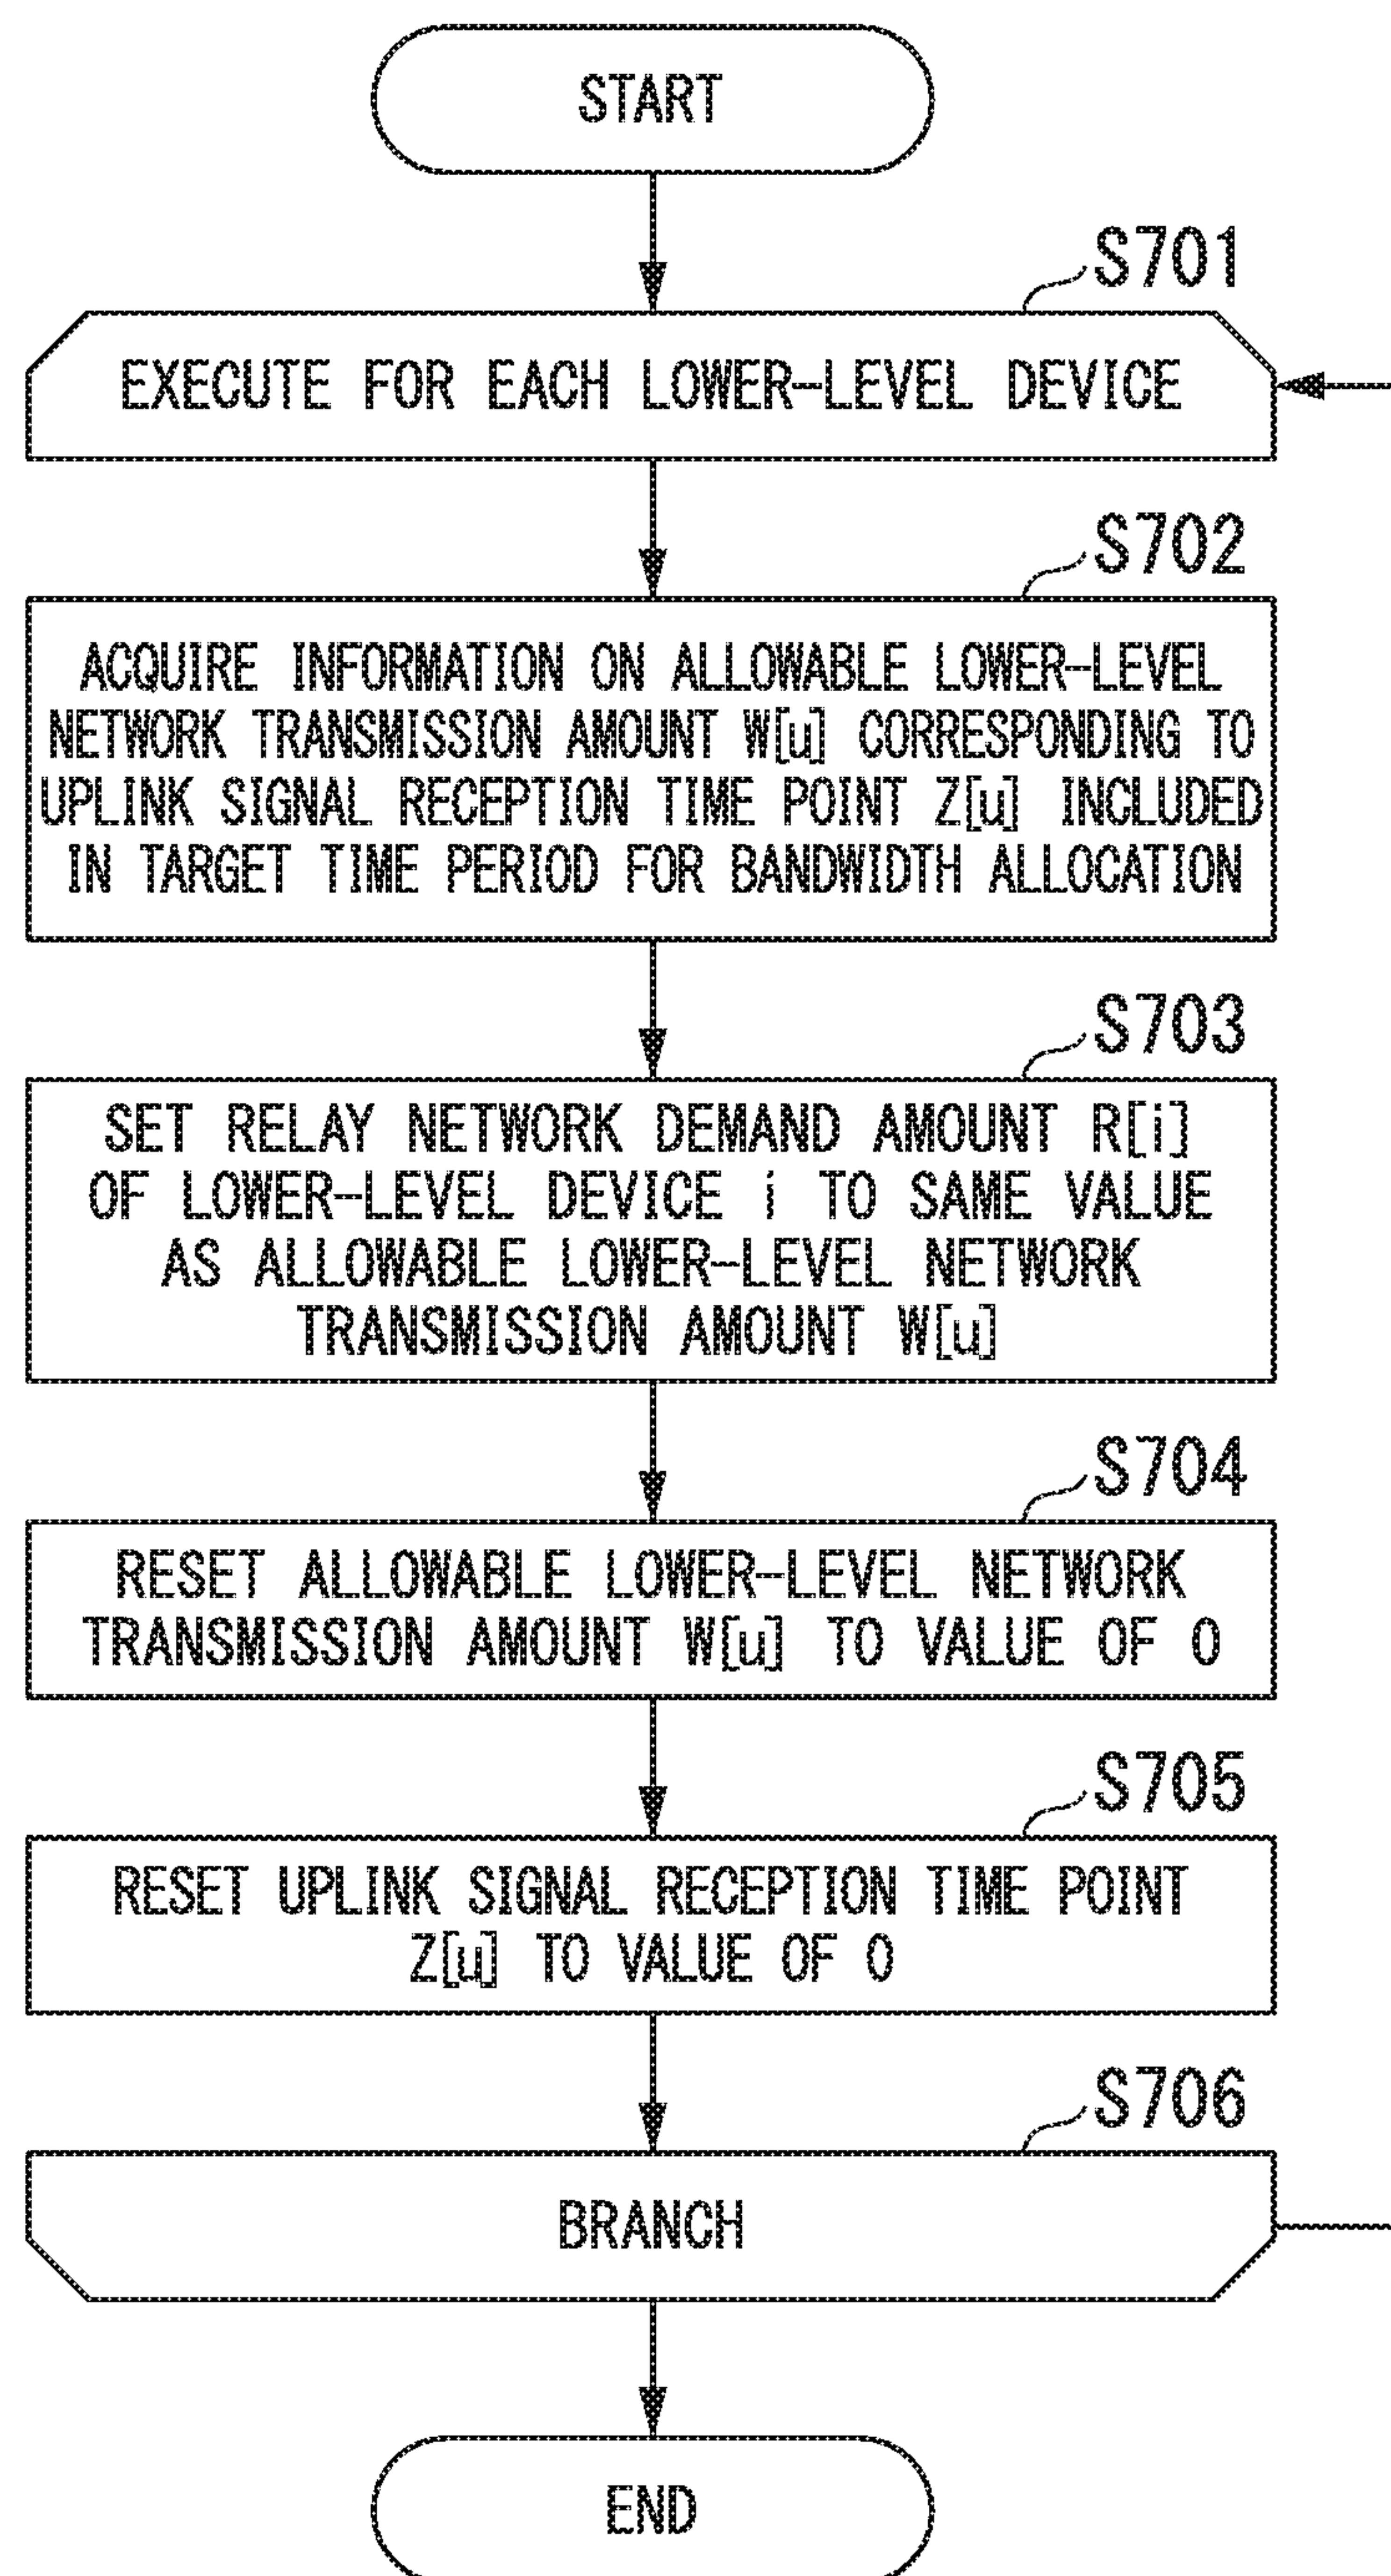 START
S701
EXECUTE FOR EACH LOWER-LEVEL DEVICE
S702
ACQUIRE INFORMATION ON ALLOWABLE LOWER-LEVEL
NETWORK TRANSMISSION AMOUNT W[u] CORRESPONDING TO
UPLINK SIGNAL RECEPTION TIME POINT Z[u] INCLUDED
IN TARGET TIME PERIOD FOR BANDWIDTH ALLOCATION
S703
SET RELAY NETWORK DEMAND AMOUNT R[i]
OF LOWER-LEVEL DEVICE i TO SAME VALUE
AS ALLOWABLE LOWER-LEVEL NETWORK
TRANSMISSION AMOUNT W[u]
S704
RESET ALLOWABLE LOWER-LEVEL NETWORK
TRANSMISSION AMOUNT W[u] TO VALUE OF 0
S705
RESET UPLINK SIGNAL RECEPTION TIME POINT
Z[u] TO VALUE OF 0
S706
BRANCH
END